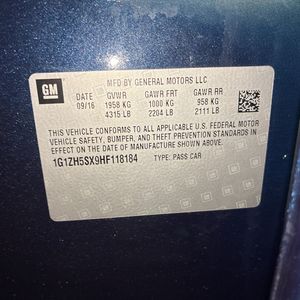 GM
MFD BY GENERAL MOTORS LLC
DATE GVWR GAWR FRT GAWR RR
09/16 1958 KG 1000 KG 958 KG
4315 LB 2204 LB 2111 LB
THIS VEHICLE CONFORMS TO ALL APPLICABLE U.S. FEDERAL MOTOR
VEHICLE SAFETY, BUMPER, AND THEFT PREVENTION STANDARDS
IN EFFECT ON THE DATE OF MANUFACTURE SHOWN ABOVE.
1G1ZH5SX9HF118184 TYPE: PASS CAR